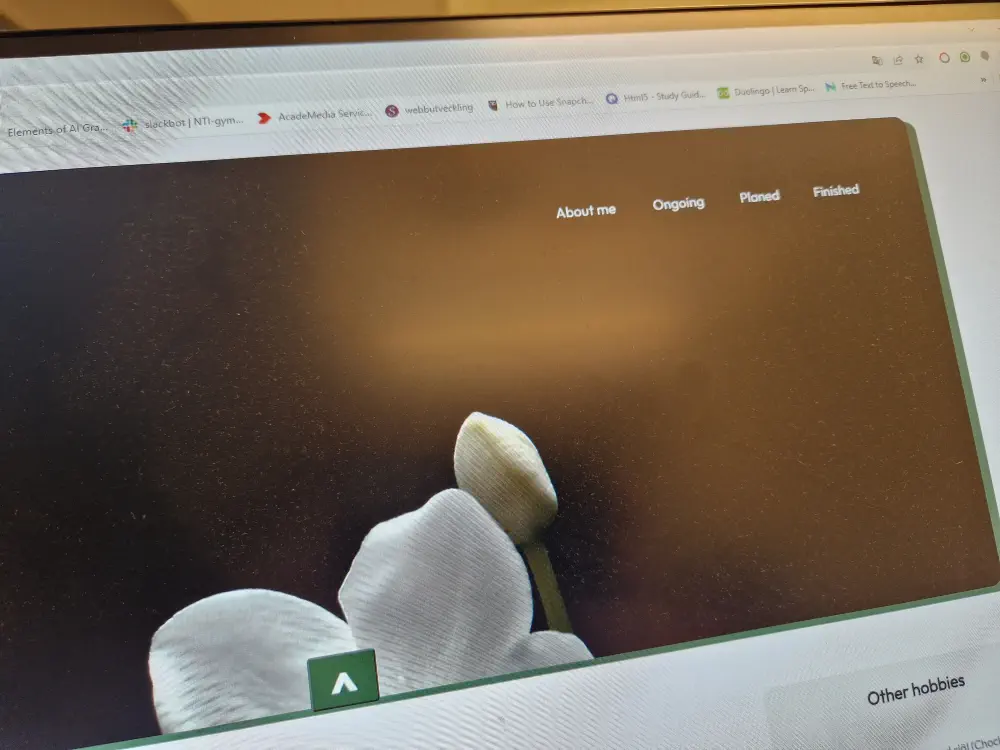 Elements of AI Gra...
slackbot | NTI-gym...
AcadeMedia Servic...
webbutveckling
How to Use Snapch...
Html5 - Study Guid...
Duolingo | Learn Sp...
Free Text to Speech...
About me
Ongoing
Planed
Finished
Other hobbies